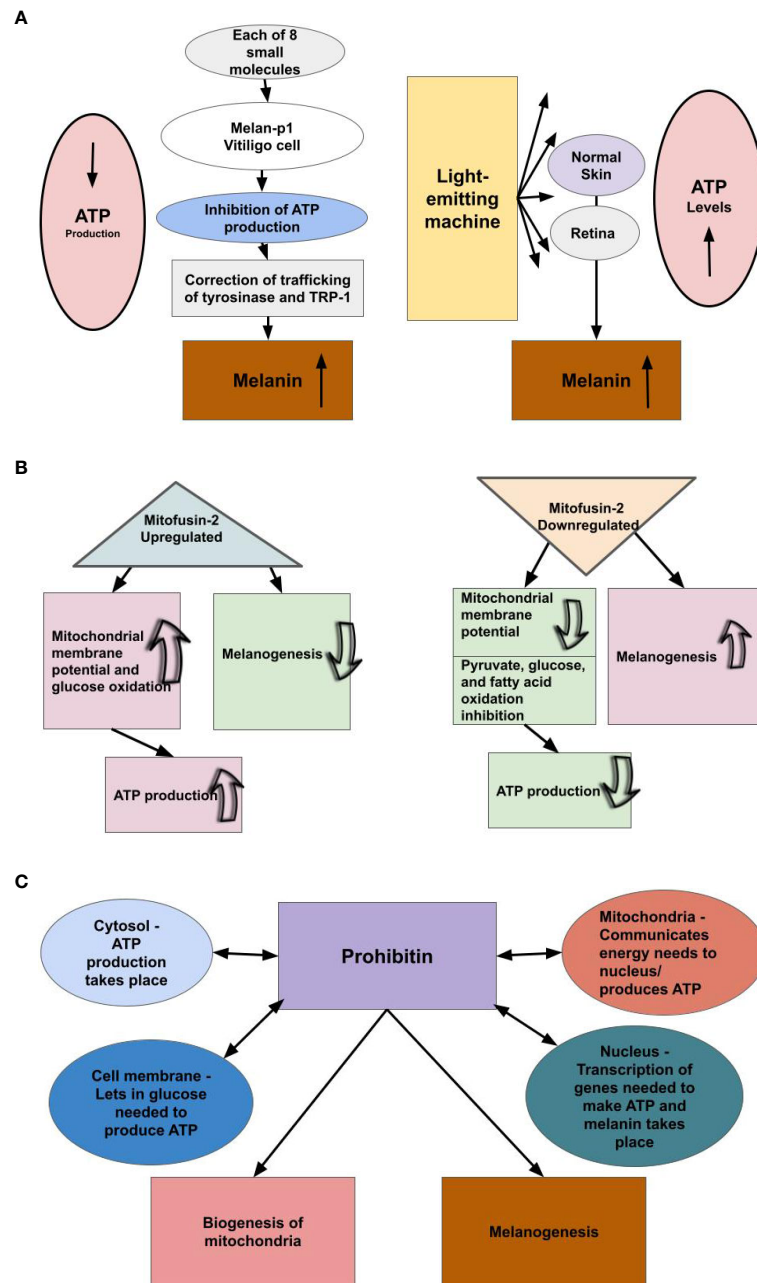 A
Each of 8
small
molecules
Melan-p1
Vitiligo cell
Inhibition of ATP
production
Correction of trafficking
of tyrosinase and TRP-1
Melanin
ATP
Production
Light-
emitting
machine
Normal
Skin
Retina
ATP
Levels
Melanin
B
Mitofusin-2
Upregulated
Mitochondrial
membrane
potential and
glucose oxidation
Melanogenesis
ATP production
Mitofusin-2
Downregulated
Mitochondrial
membrane
potential
Pyruvate, glucose,
and fatty acid
oxidation
inhibition
Melanogenesis
ATP production
C
Cytosol -
ATP
production
takes place
Prohibitin
Mitochondria -
Communicates
energy needs to
nucleus/
produces ATP
Cell membrane -
Lets in glucose
needed to
produce ATP
Nucleus -
Transcription of
genes needed to
make ATP and
melanin takes
place
Biogenesis of
mitochondria
Melanogenesis